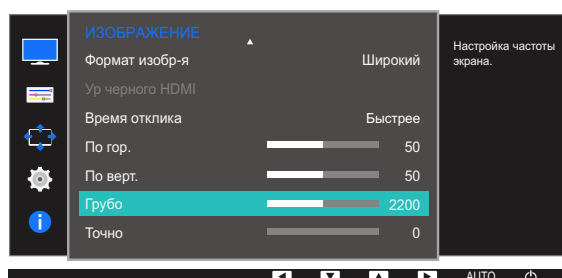 ИЗОБРАЖЕНИЕ
Формат изобр-я Широкий
Ур черного HDMI
Время отклика Быстрее
По гор. 50
По верт. 50
Грубо 2200
Точно 0
Настройка частоты
экрана.
AUTO